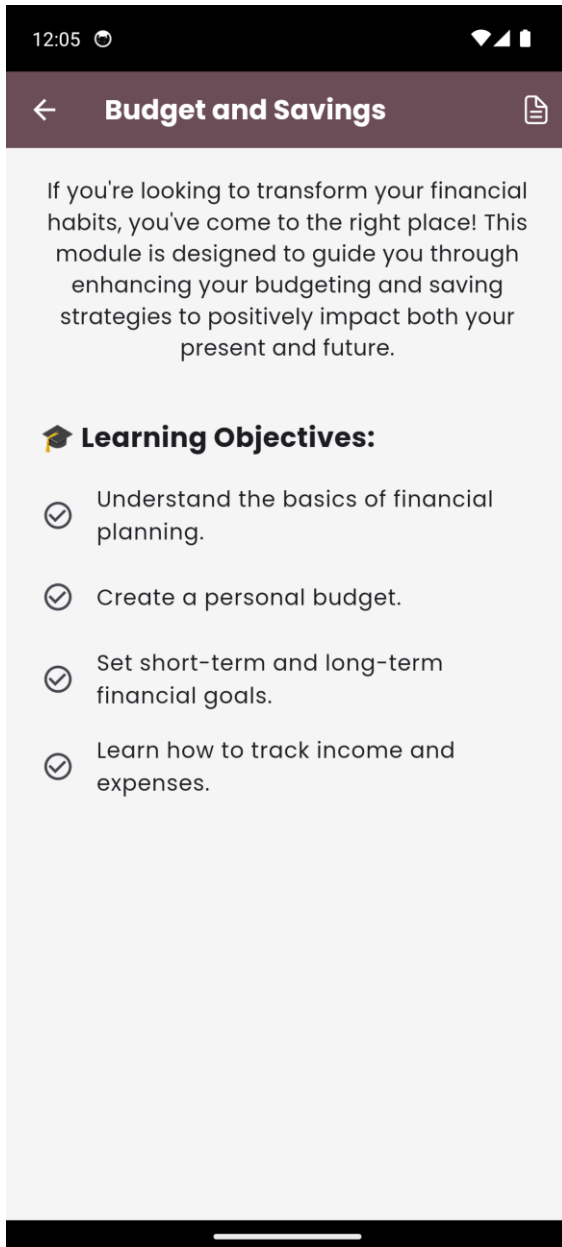 12:05
Budget and Savings
If you're looking to transform your financial
habits, you've come to the right place! This
module is designed to guide you through
enhancing your budgeting and saving
strategies to positively impact both your
present and future.
🎓 Learning Objectives:
Understand the basics of financial
planning.
Create a personal budget.
Set short-term and long-term
financial goals.
Learn how to track income and
expenses.